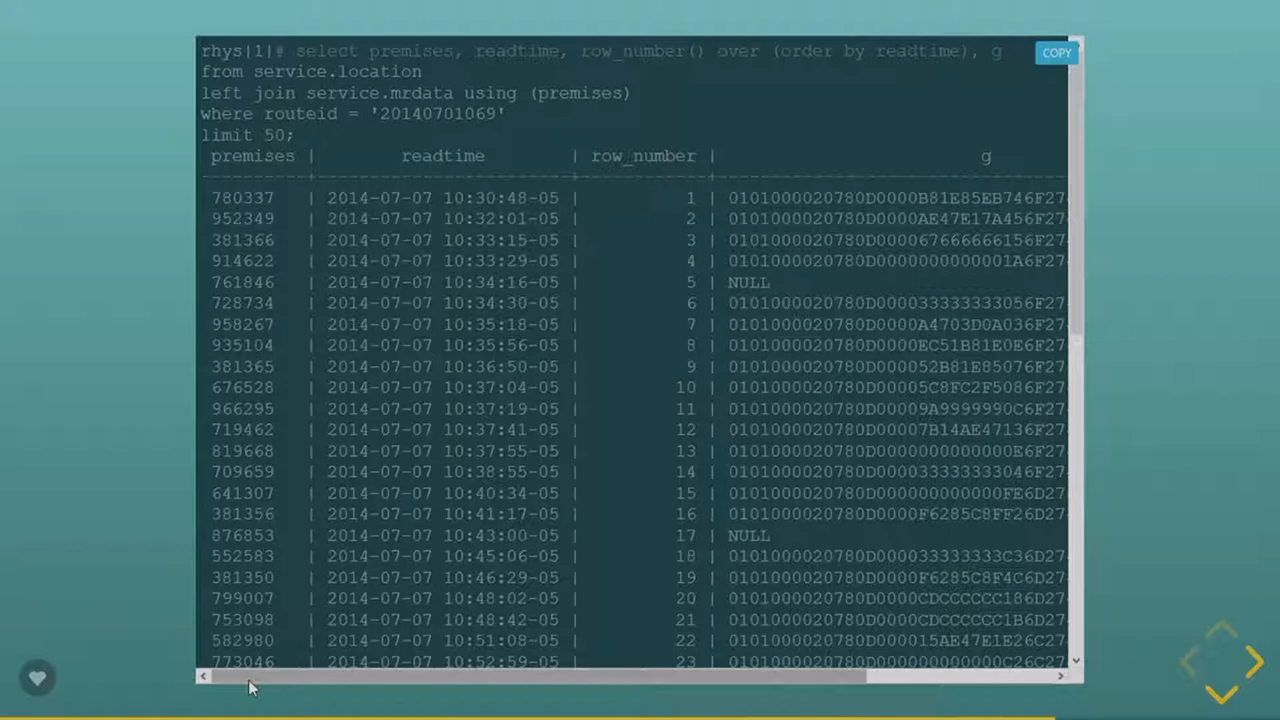 rhys|1|# select premises, readtime, row_number() over (order by readtime), g
COPY
from service.location
left join service.mrdata using (premises)
where routeid = '20140701069'
limit 50;
premises | readtime | row_number | g
780337 | 2014-07-07 10:30:48-05 | 1 | 0101000020780D0000B81E85EB746F27
952349 | 2014-07-07 10:32:01-05 | 2 | 0101000020780D0000AE47E17A456F27
381366 | 2014-07-07 10:33:15-05 | 3 | 0101000020780D000067666666156F27
914622 | 2014-07-07 10:33:29-05 | 4 | 0101000020780D0000000000001A6F27
761846 | 2014-07-07 10:34:16-05 | 5 | NULL
728734 | 2014-07-07 10:34:30-05 | 6 | 0101000020780D000033333333056F27
958267 | 2014-07-07 10:35:18-05 | 7 | 0101000020780D0000A4703D0A036F27
935104 | 2014-07-07 10:35:56-05 | 8 | 0101000020780D0000EC51B81E0E6F27
381365 | 2014-07-07 10:36:50-05 | 9 | 0101000020780D000052B81E85076F27
676528 | 2014-07-07 10:37:04-05 | 10 | 0101000020780D00005C8FC2F5086F27
966295 | 2014-07-07 10:37:19-05 | 11 | 0101000020780D00009A9999990C6F27
719462 | 2014-07-07 10:37:41-05 | 12 | 0101000020780D00007B14AE47136F27
819668 | 2014-07-07 10:37:55-05 | 13 | 0101000020780D0000000000000E6F27
709659 | 2014-07-07 10:38:55-05 | 14 | 0101000020780D000033333333046F27
641307 | 2014-07-07 10:40:34-05 | 15 | 0101000020780D000000000000FE6D27
381356 | 2014-07-07 10:41:17-05 | 16 | 0101000020780D0000F6285C8FF26D27
876853 | 2014-07-07 10:43:00-05 | 17 | NULL
552583 | 2014-07-07 10:45:06-05 | 18 | 0101000020780D000033333333C36D27
381350 | 2014-07-07 10:46:29-05 | 19 | 0101000020780D0000F6285C8F4C6D27
799007 | 2014-07-07 10:48:02-05 | 20 | 0101000020780D0000CDCCCCCC186D27
753098 | 2014-07-07 10:48:42-05 | 21 | 0101000020780D0000CDCCCCCC1B6D27
582980 | 2014-07-07 10:51:08-05 | 22 | 0101000020780D000015AE47E1E26C27
773046 | 2014-07-07 10:52:59-05 | 23 | 0101000020780D000000000000C26C27